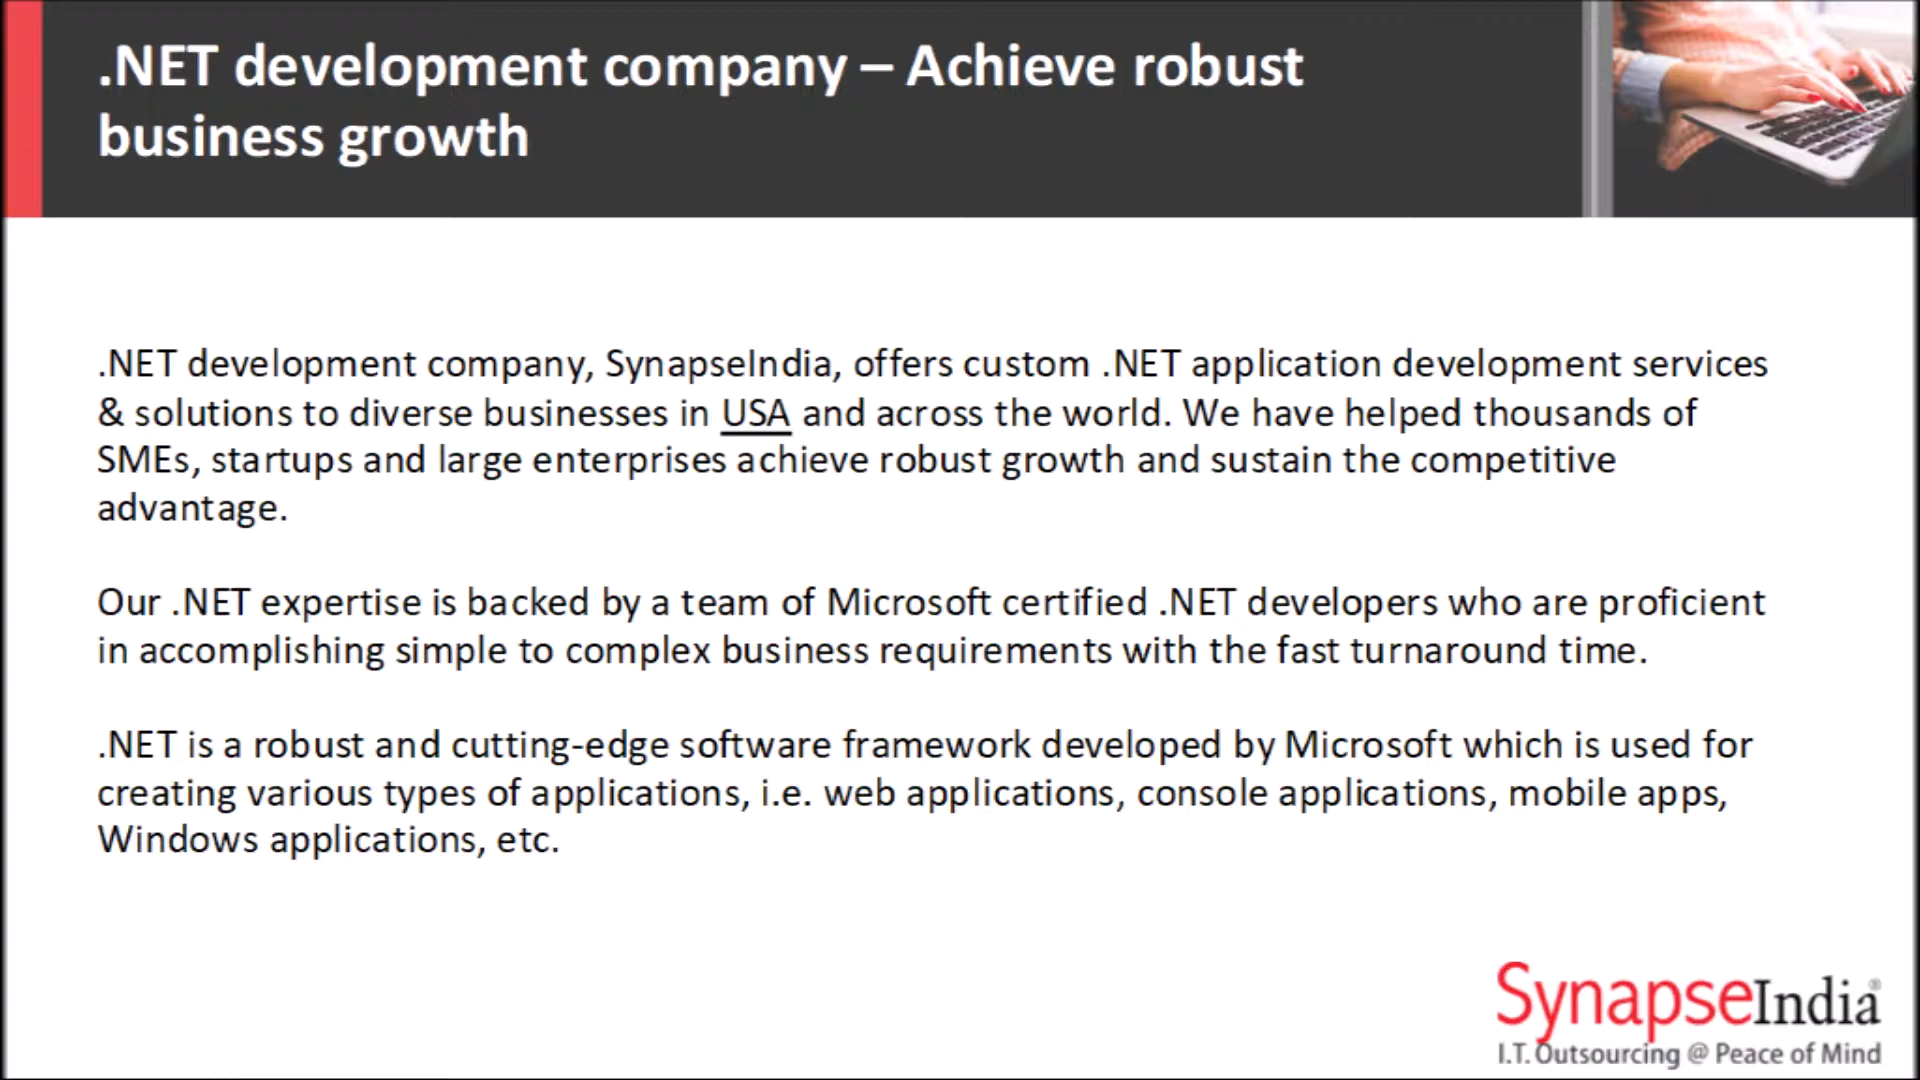 .NET development company – Achieve robust
business growth
.NET development company, SynapseIndia, offers custom .NET application development services
& solutions to diverse businesses in USA and across the world. We have helped thousands of
SMEs, startups and large enterprises achieve robust growth and sustain the competitive
advantage.
Our .NET expertise is backed by a team of Microsoft certified .NET developers who are proficient
in accomplishing simple to complex business requirements with the fast turnaround time.
.NET is a robust and cutting-edge software framework developed by Microsoft which is used for
creating various types of applications, i.e. web applications, console applications, mobile apps,
Windows applications, etc.
SynapseIndia®
I.T. Outsourcing @ Peace of Mind